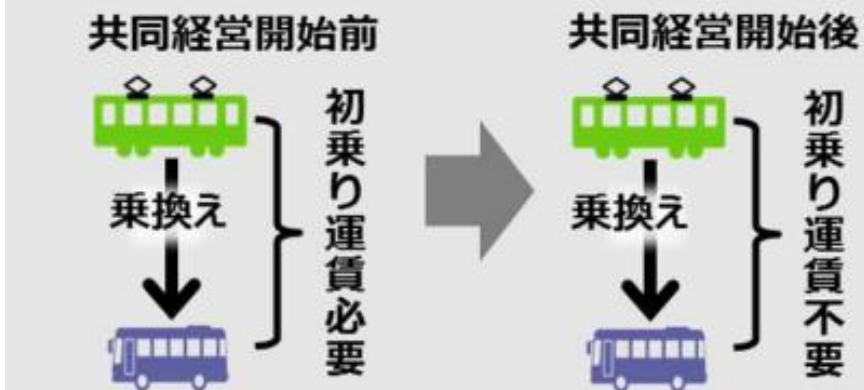 共同経営開始前
乗換え
初乗り運賃必要
共同経営開始後
乗換え
初乗り運賃不要